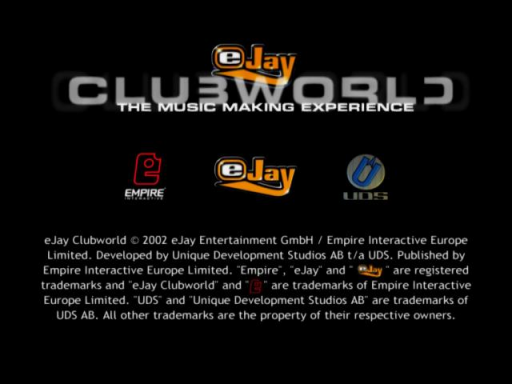 eJay
CLUBWORLD
THE MUSIC MAKING EXPERIENCE
EMPIRE INTERACTIVE
eJay
UDS
eJay Clubworld © 2002 eJay Entertainment GmbH / Empire Interactive Europe
Limited. Developed by Unique Development Studios AB t/a UDS. Published by
Empire Interactive Europe Limited. "Empire", "eJay" and " eJay " are registered
trademarks and "eJay Clubworld" and " " are trademarks of Empire Interactive
Europe Limited. "UDS" and "Unique Development Studios AB" are trademarks of
UDS AB. All other trademarks are the property of their respective owners.